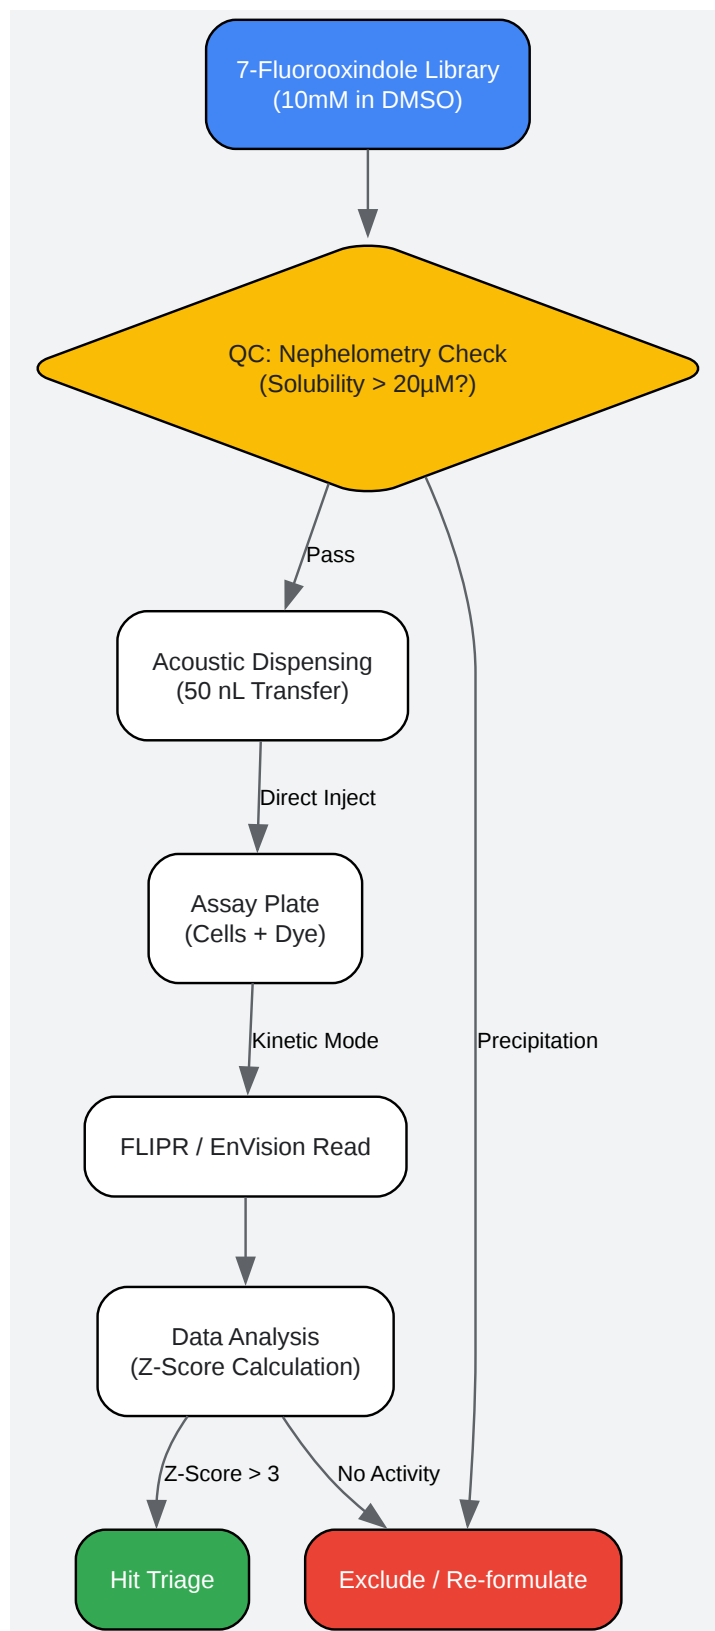 7-Fluorooxindole Library
(10mM in DMSO)
QC: Nephelometry Check
(Solubility > 20µM?)
Pass
Acoustic Dispensing
(50 nL Transfer)
Direct Inject
Assay Plate
(Cells + Dye)
Kinetic Mode
Precipitation
FLIPR / EnVision Read
Data Analysis
(Z-Score Calculation)
Z-Score > 3
No Activity
Hit Triage
Exclude / Re-formulate